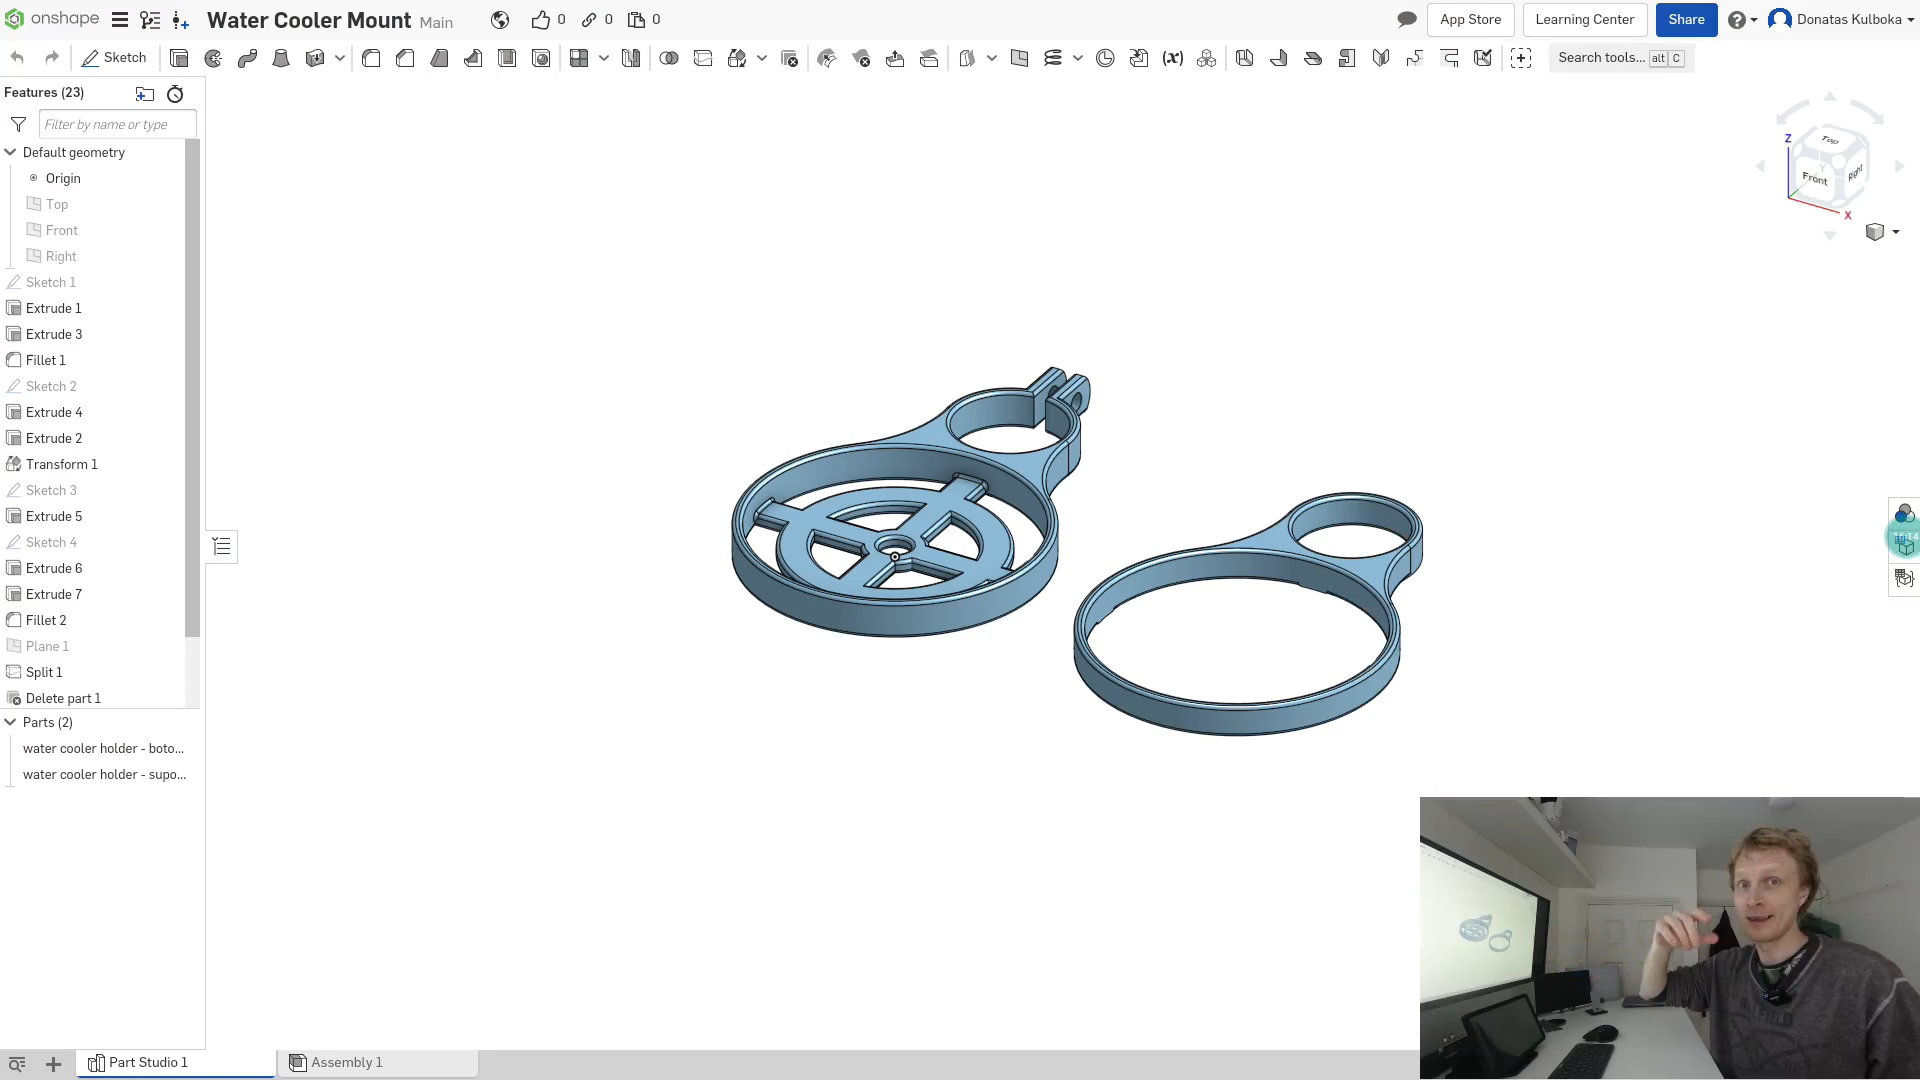 onshape
Water Cooler Mount Main
0
0
0
App Store
Learning Center
Share
Donatas Kulboka
Sketch
(x)
Search tools... alt C
Features (23)
Filter by name or type
Default geometry
Origin
Top
Front
Right
Sketch 1
Extrude 1
Extrude 3
Fillet 1
Sketch 2
Extrude 4
Extrude 2
Transform 1
Sketch 3
Extrude 5
Sketch 4
Extrude 6
Extrude 7
Fillet 2
Plane 1
Split 1
Delete part 1
Parts (2)
water cooler holder - boto...
water cooler holder - supo...
Z
Top
Y
Front
Right
X
Part Studio 1
Assembly 1